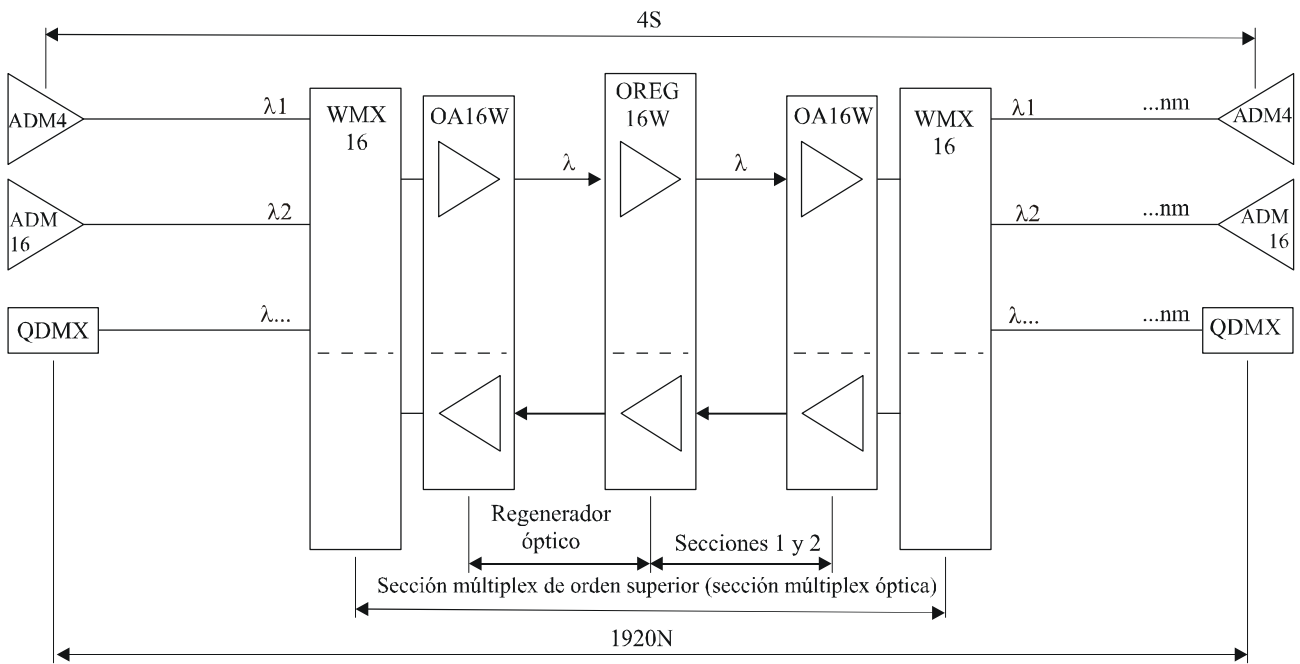 4S
ADM4
λ1
WMX
16
OA16W
OREG
16W
OA16W
WMX
16
λ1
...nm
ADM4
λ
λ
ADM
16
λ2
λ2
...nm
ADM
16
QDMX
λ...
λ...
...nm
QDMX
Regenerador
óptico
Secciones 1 y 2
Sección múltiplex de orden superior (sección múltiplex óptica)
1920N